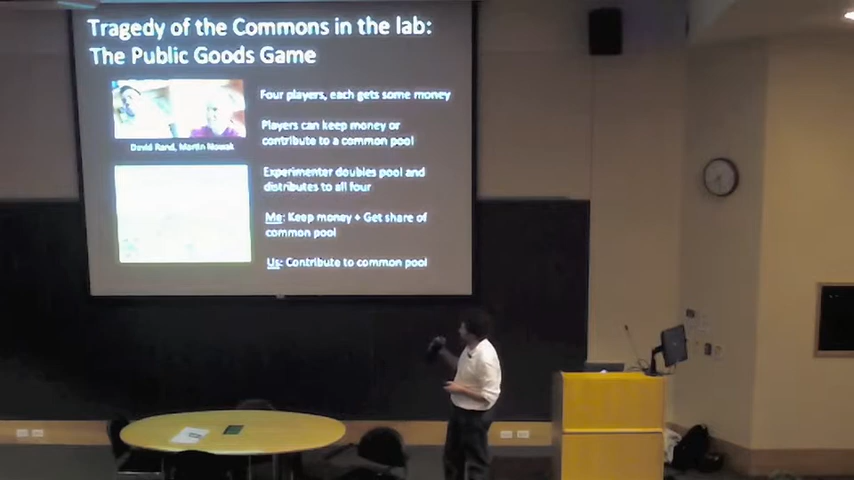 Tragedy of the Commons in the lab:
The Public Goods Game
Four players, each gets some money
Players can keep money or
contribute to a common pool
David Rand, Martin Nowak
Experimenter doubles pool and
distributes to all four
Me: Keep money + Get share of
common pool
Us: Contribute to common pool